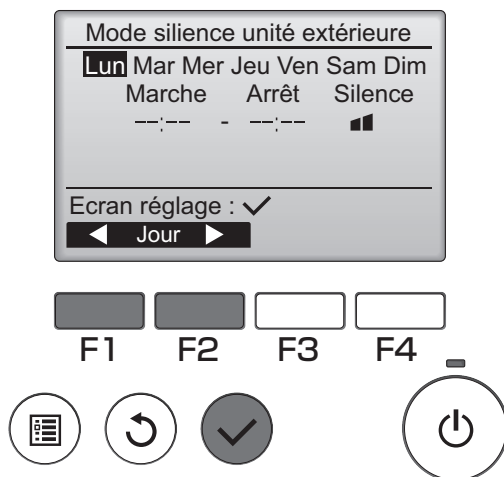 Mode silience unité extérieure
Lun Mar Mer Jeu Ven Sam Dim
Marche Arrêt Silence
--:-- - --:--
Ecran réglage : ✓
◀ Jour ▶
F1 F2 F3 F4